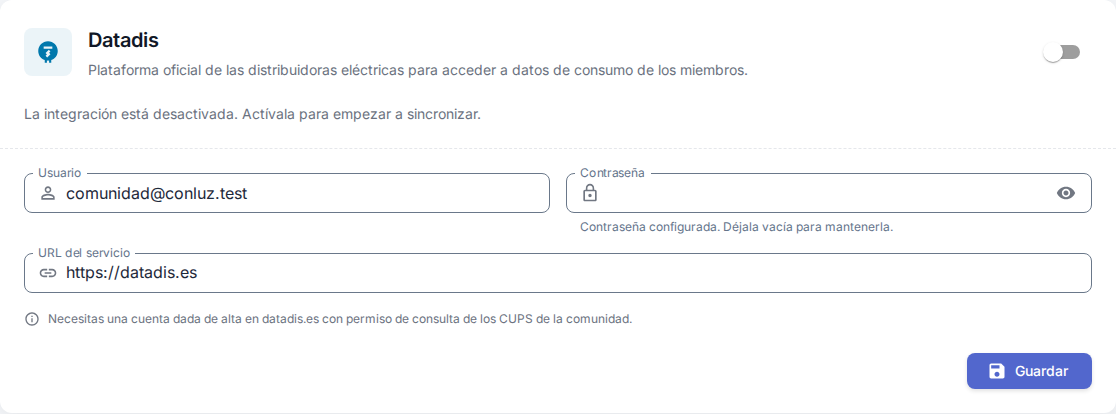 Datadis
Plataforma oficial de las distribuidoras eléctricas para acceder a datos de consumo de los miembros.
La integración está desactivada. Actívala para empezar a sincronizar.
Usuario
comunidad@conluz.test
Contraseña
Contraseña configurada. Déjala vacía para mantenerla.
URL del servicio
https://datadis.es
Necesitas una cuenta dada de alta en datadis.es con permiso de consulta de los CUPS de la comunidad.
Guardar